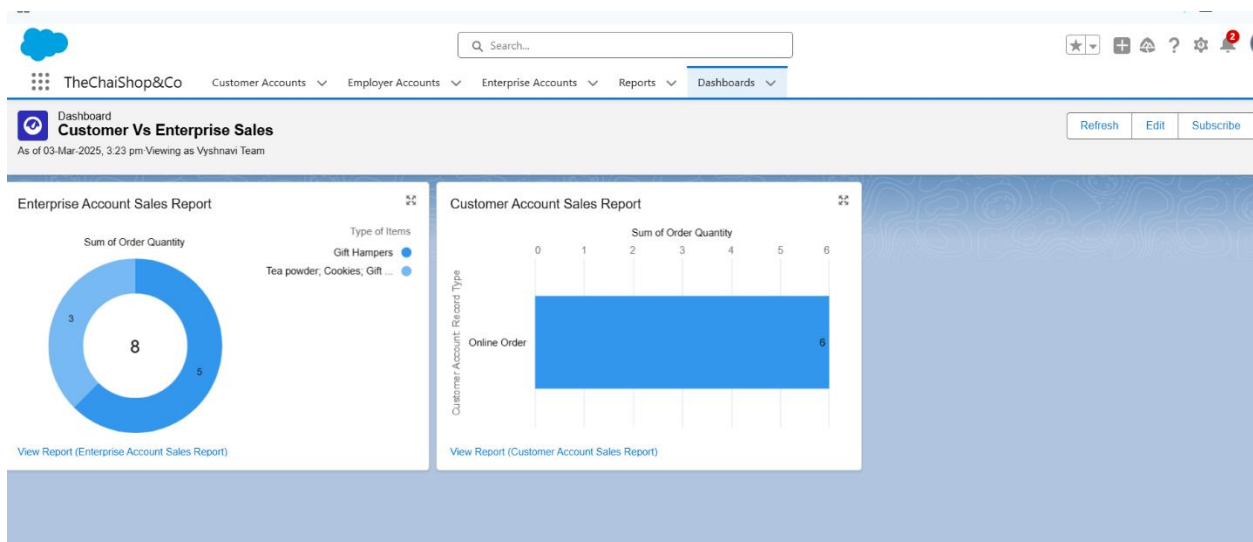 Search...
2
TheChaiShop&Co Customer Accounts Employer Accounts Enterprise Accounts Reports Dashboards
Dashboard
Customer Vs Enterprise Sales
As of 03-Mar-2025, 3.23 pm·Viewing as Vyshnavi Team
Refresh Edit Subscribe
Enterprise Account Sales Report
Sum of Order Quantity
Type of Items
Gift Hampers
Tea powder; Cookies; Gift ...
3
8
5
View Report (Enterprise Account Sales Report)
Customer Account Sales Report
Sum of Order Quantity
0 1 2 3 4 5 6
Customer Account: Record Type
Online Order
6
View Report (Customer Account Sales Report)